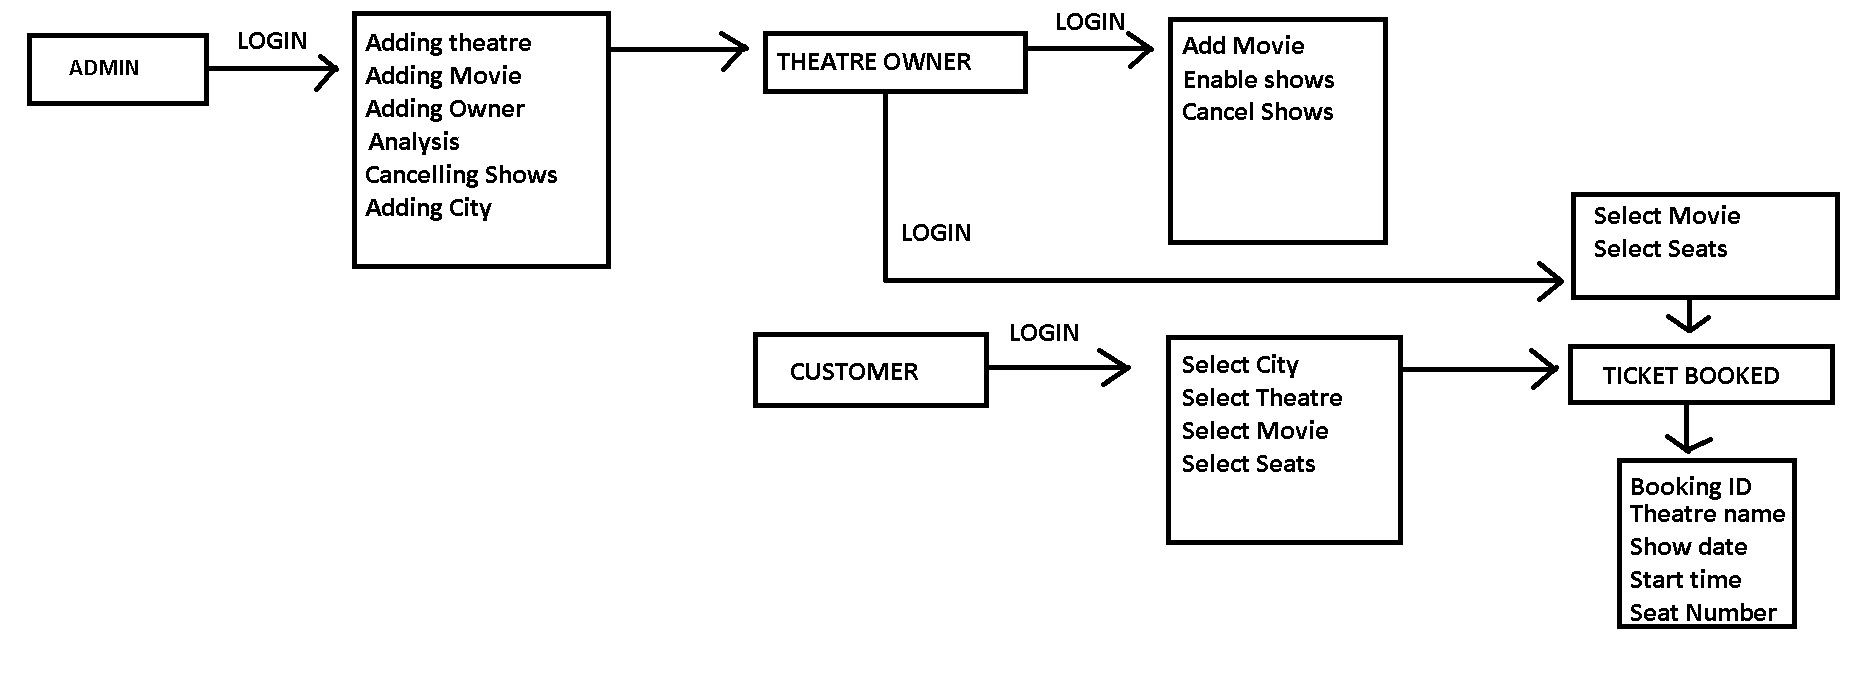 ADMIN
LOGIN
Adding theatre
Adding Movie
Adding Owner
Analysis
Cancelling Shows
Adding City
THEATRE OWNER
LOGIN
Add Movie
Enable shows
Cancel Shows
LOGIN
Select Movie
Select Seats
CUSTOMER
LOGIN
Select City
Select Theatre
Select Movie
Select Seats
TICKET BOOKED
Booking ID
Theatre name
Show date
Start time
Seat Number